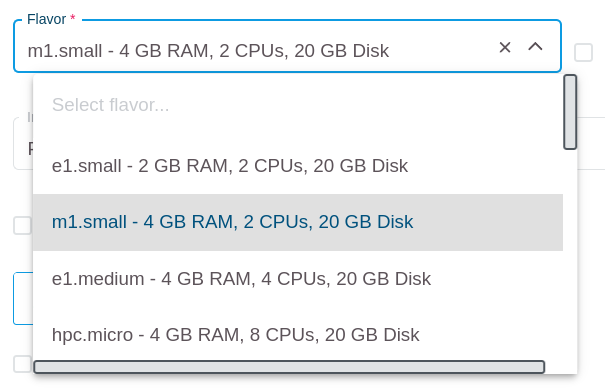 Flavor *
m1.small - 4 GB RAM, 2 CPUs, 20 GB Disk
Select flavor...
e1.small - 2 GB RAM, 2 CPUs, 20 GB Disk
m1.small - 4 GB RAM, 2 CPUs, 20 GB Disk
e1.medium - 4 GB RAM, 4 CPUs, 20 GB Disk
hpc.micro - 4 GB RAM, 8 CPUs, 20 GB Disk